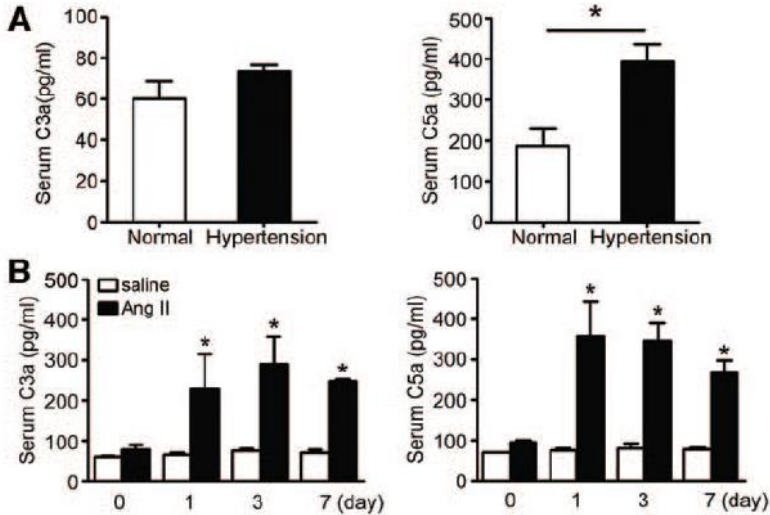 A
Serum C3a(pg/ml)
60
80
60
40
20
0
Normal Hypertension
Serum C5a (pg/ml)
500
400
300
200
100
0
*
Normal Hypertension
B
Serum C3a (pg/ml)
500
400
300
200
100
0
saline
Ang II
*
*
*
0 1 3 7 (day)
Serum C5a (pg/ml)
500
400
300
200
100
0
*
*
*
0 1 3 7 (day)